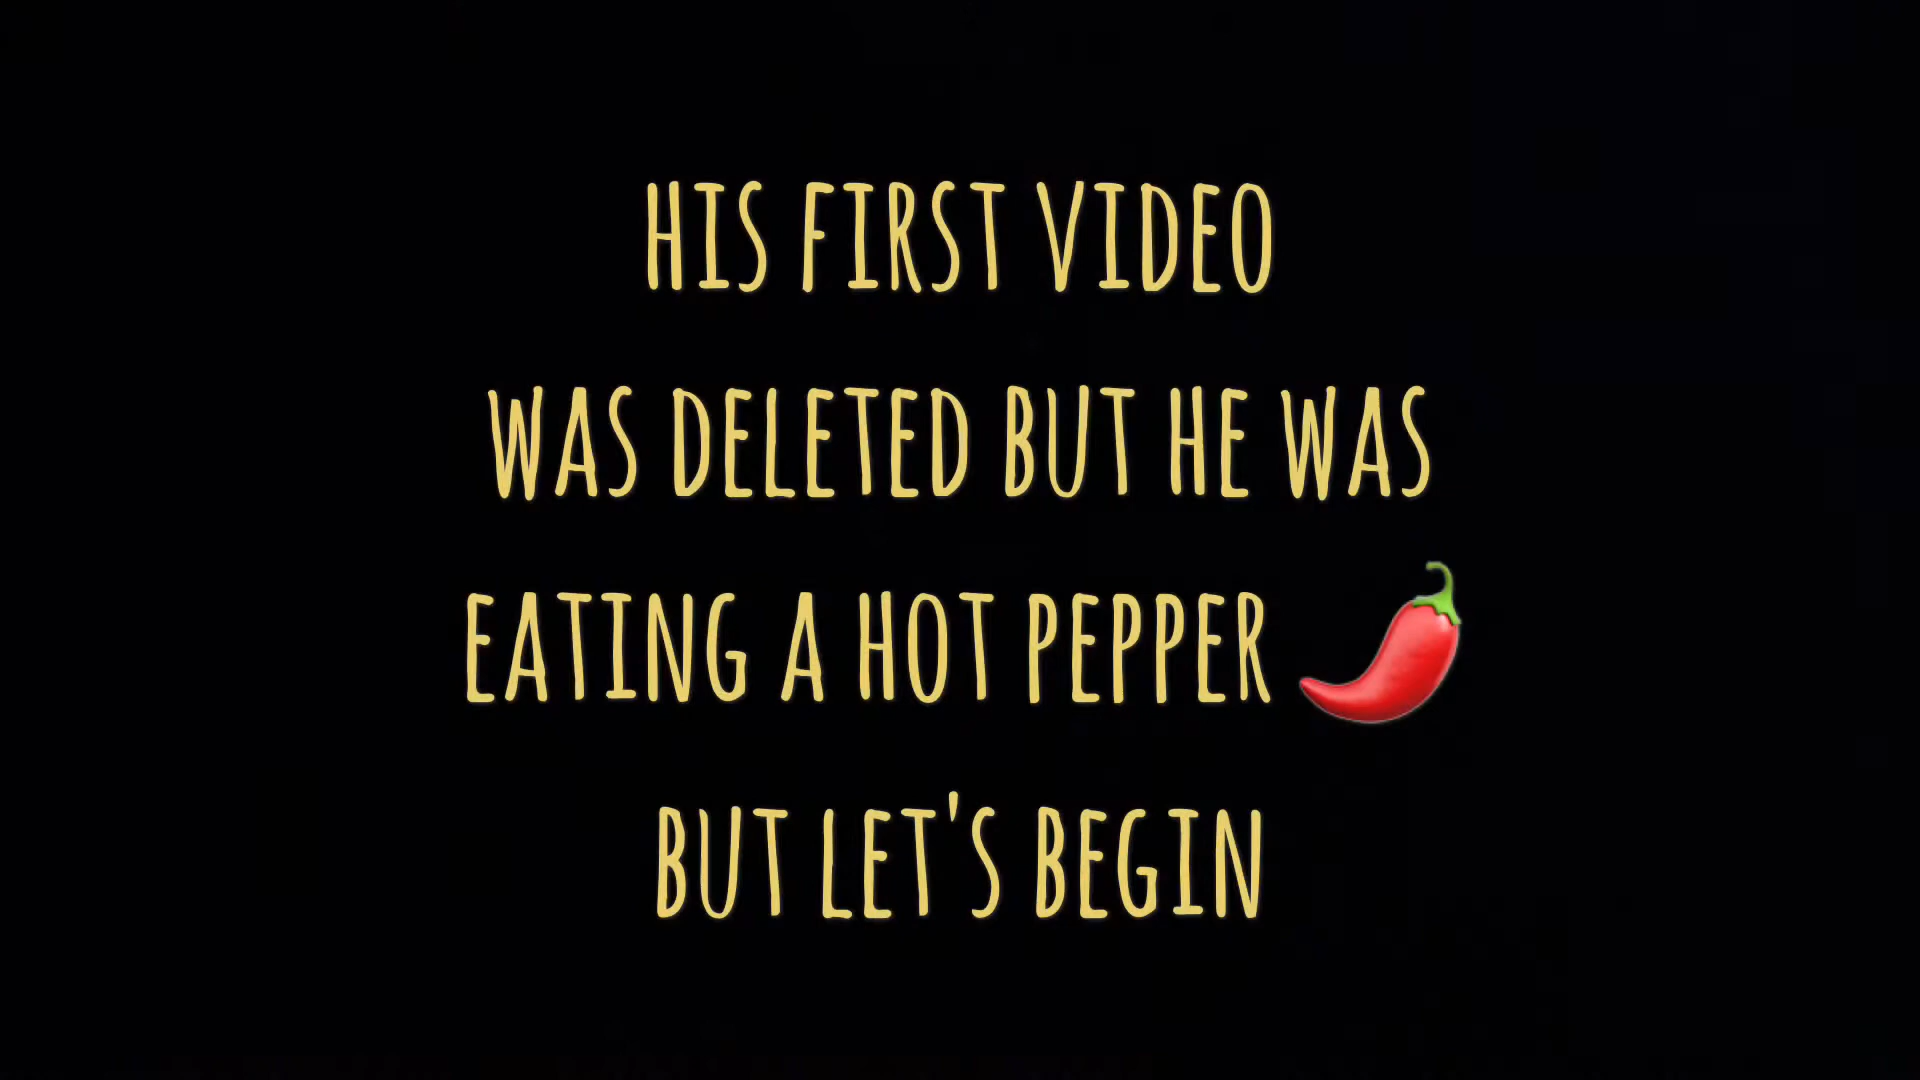 HIS FIRST VIDEO
WAS DELETED BUT HE WAS
EATING A HOT PEPPER 🌶️
BUT LET'S BEGIN